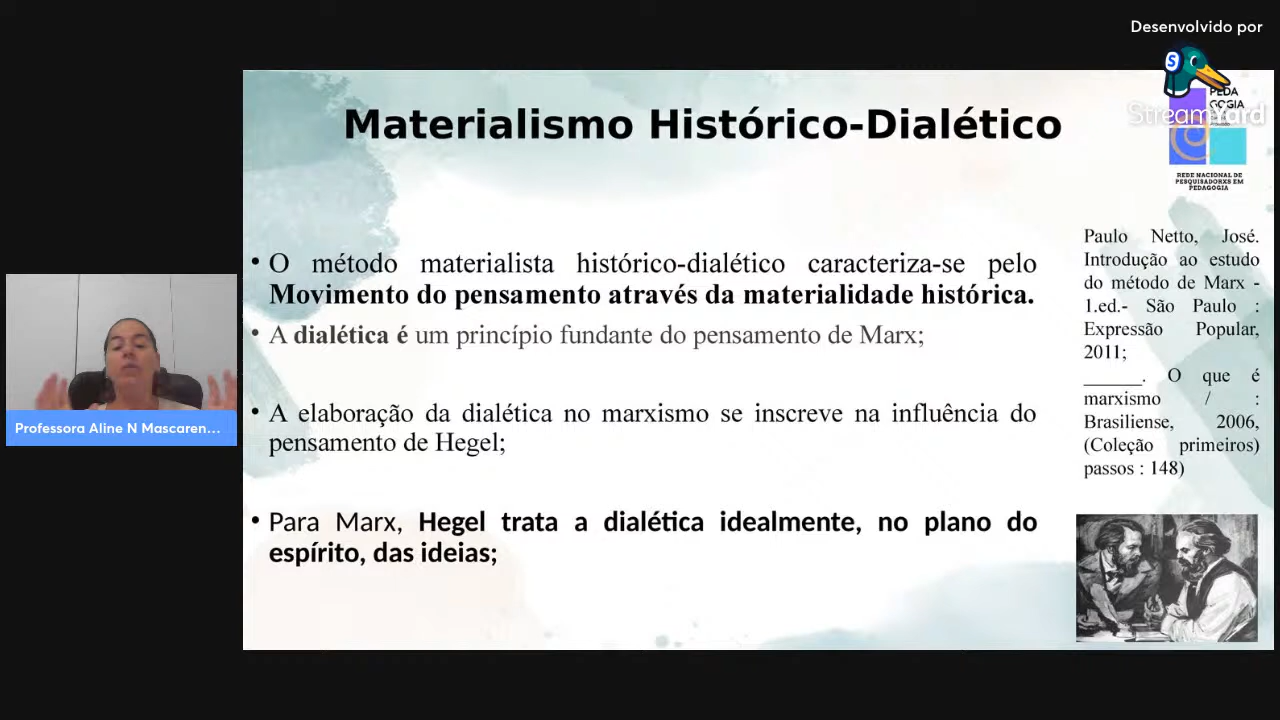 Desenvolvido por
StreamYard
PEDA
GOGIA
REDE NACIONAL DE
PESQUISADORXS EM
PEDAGOGIA
Materialismo Histórico-Dialético
• O método materialista histórico-dialético caracteriza-se pelo
Movimento do pensamento através da materialidade histórica.
• A dialética é um princípio fundante do pensamento de Marx;
• A elaboração da dialética no marxismo se inscreve na influência do
pensamento de Hegel;
• Para Marx, Hegel trata a dialética idealmente, no plano do
espírito, das ideias;
Paulo Netto, José.
Introdução ao estudo
do método de Marx -
1.ed.- São Paulo :
Expressão Popular,
2011;
______. O que é
marxismo / :
Brasiliense, 2006,
(Coleção primeiros)
passos : 148)
Professora Aline N Mascaren...